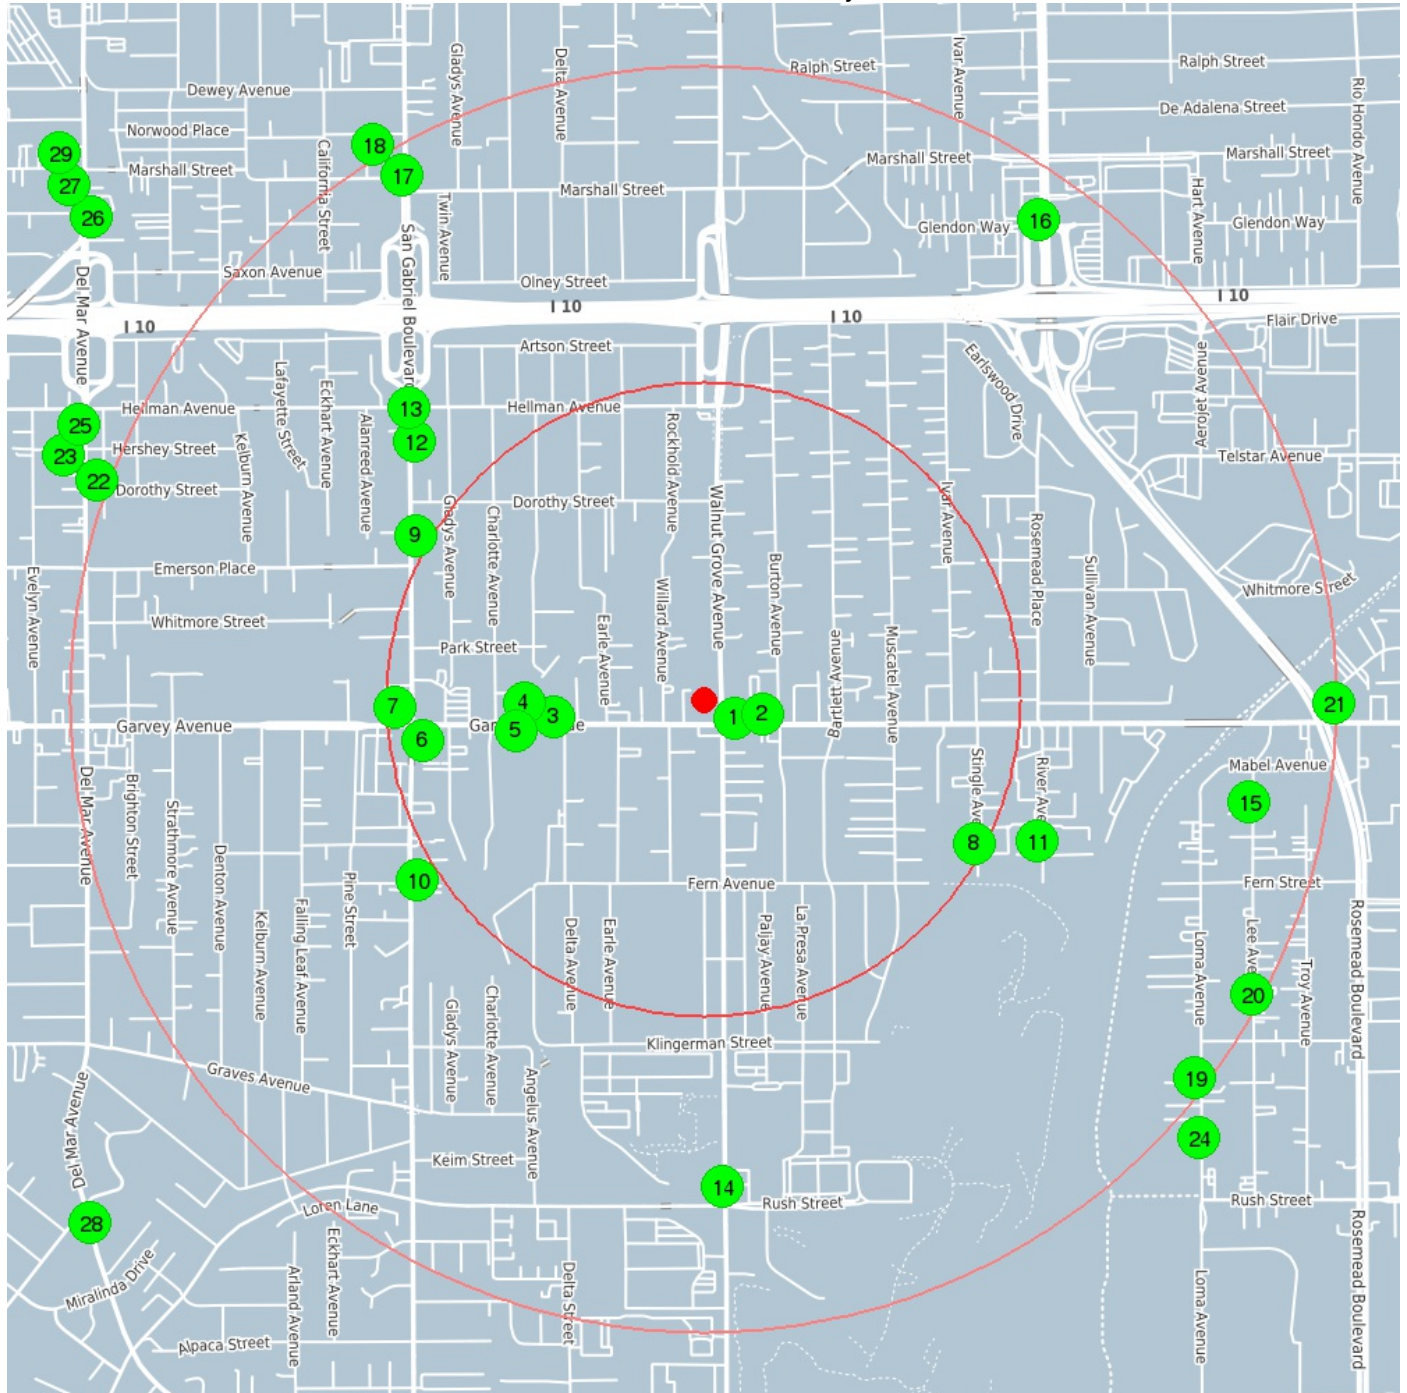 Ralph Street
Ralph Street
Dewey Avenue
Gladys Avenue
Delta Avenue
Ivar Avenue
De Adalena Street
Rio Hondo Avenue
Norwood Place
18
29
Marshall Street
Marshall Street
Marshall Street
17
27
California Street
Marshall Street
26
Twin Avenue
16
Hart Avenue
Glendon Way
Glendon Way
Saxon Avenue
San Gabriel Boulevard
Olney Street
Del Mar Avenue
I 10
I 10
I 10
I 10
Flair Drive
Artson Street
Earlswood Drive
Aerojet Avenue
Lafayette Street
Eckhart Avenue
13
Hellman Avenue
Hellman Avenue
25
12
Alanreed Avenue
Kelburn Avenue
Rockhold Avenue
Hershey Street
23
Telstar Avenue
22
Dorothy Street
Dorothy Street
Gladys Avenue
Charlotte Avenue
Walnut Grove Avenue
Ivar Avenue
Rosemead Place
9
Emerson Place
Evelyn Avenue
Whitmore Street
Willard Avenue
Burton Avenue
Sullivan Avenue
Whitmore Street
Earle Avenue
Park Street
Bartlett Avenue
Muscatel Avenue
7
4
3
5
1
2
21
Garvey Avenue
6
Mabel Avenue
Del Mar Avenue
Brighton Street
Strathmore Avenue
Stingle Ave
River Ave
15
Denton Avenue
8
11
Pine Street
10
Fern Avenue
Fern Street
Kelburn Avenue
Falling Leaf Avenue
Delta Avenue
Earle Avenue
Paljay Avenue
La Presa Avenue
Loma Avenue
Lee Ave
Troy Avenue
Rosemead Boulevard
20
Gladys Avenue
Charlotte Avenue
Klingerman Street
Graves Avenue
Angelus Avenue
19
Del Mar Avenue
24
Keim Street
14
Rush Street
Rush Street
Loren Lane
28
Miralinda Drive
Eckhart Avenue
Arland Avenue
Delta Street
Loma Avenue
Rosemead Boulevard
Alpaca Street